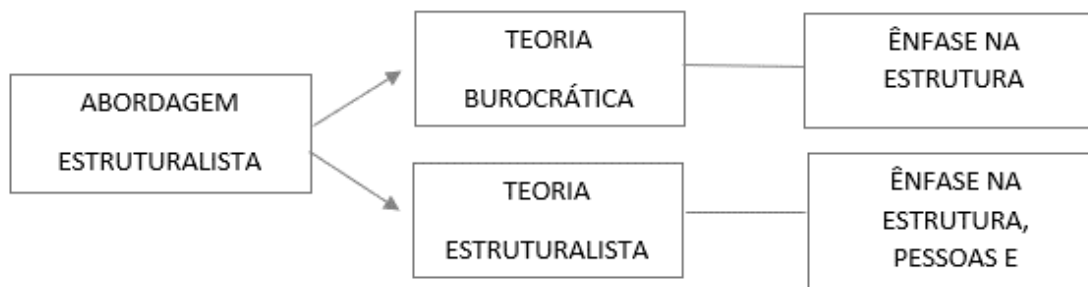 ABORDAGEM
ESTRUTURALISTA
TEORIA
BUROCRÁTICA
ÊNFASE NA
ESTRUTURA
TEORIA
ESTRUTURALISTA
ÊNFASE NA
ESTRUTURA,
PESSOAS E